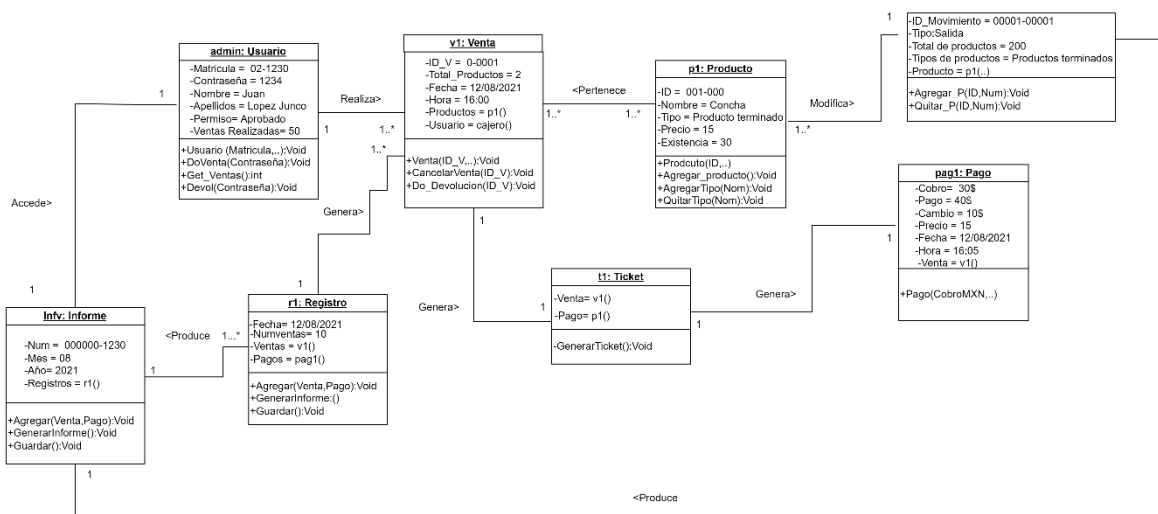 admin: Usuario
-Matricula = 02-1230
-Contraseña = 1234
-Nombre = Juan
-Apellidos = Lopez Junco
-Permiso= Aprobado
-Ventas Realizadas= 50
+Usuario (Matricula,..):Void
+DoVenta(Contraseña):Void
+Get_Ventas():int
+Devol(Contraseña):Void
1
Accede>
1
Realiza>
1
1..*
v1: Venta
-ID_V = 0-0001
-Total_Productos = 2
-Fecha = 12/08/2021
-Hora = 16:00
-Productos = p1()
-Usuario = cajero()
+Venta(ID_V,..):Void
+CancelarVenta(ID_V):Void
+Do_Devolucion(ID_V):Void
1..*
Genera>
1
<Pertenece
1..*
1..*
p1: Producto
-ID = 001-000
-Nombre = Concha
-Tipo = Producto terminado
-Precio = 15
-Existencia = 30
+Prodcuto(ID,..)
+Agregar_producto():Void
+AgregarTipo(Nom):Void
+QuitarTipo(Nom):Void
Modifica>
1..*
1
-ID_Movimiento = 00001-00001
-Tipo:Salida
-Total de productos = 200
-Tipos de productos = Productos terminados
-Producto = p1(..)
+Agregar_P(ID,Num):Void
+Quitar_P(ID,Num):Void
pag1: Pago
-Cobro= 30$
-Pago = 40$
-Cambio = 10$
-Precio = 15
-Fecha = 12/08/2021
-Hora = 16:05
-Venta = v1()
+Pago(CobroMXN,..)
1
Genera>
1
1
Genera>
1
t1: Ticket
-Venta= v1()
-Pago= p1()
-GenerarTicket():Void
r1: Registro
-Fecha= 12/08/2021
-Numventas= 10
-Ventas = v1()
-Pagos = pag1()
+Agregar(Venta,Pago):Void
+GenerarInforme:()
+Guardar():Void
<Produce
1...*
1
Infv: Informe
-Num = 000000-1230
-Mes = 08
-Año= 2021
-Registros = r1()
+Agregar(Venta,Pago):Void
+GenerarInforme():Void
+Guardar():Void
1
<Produce